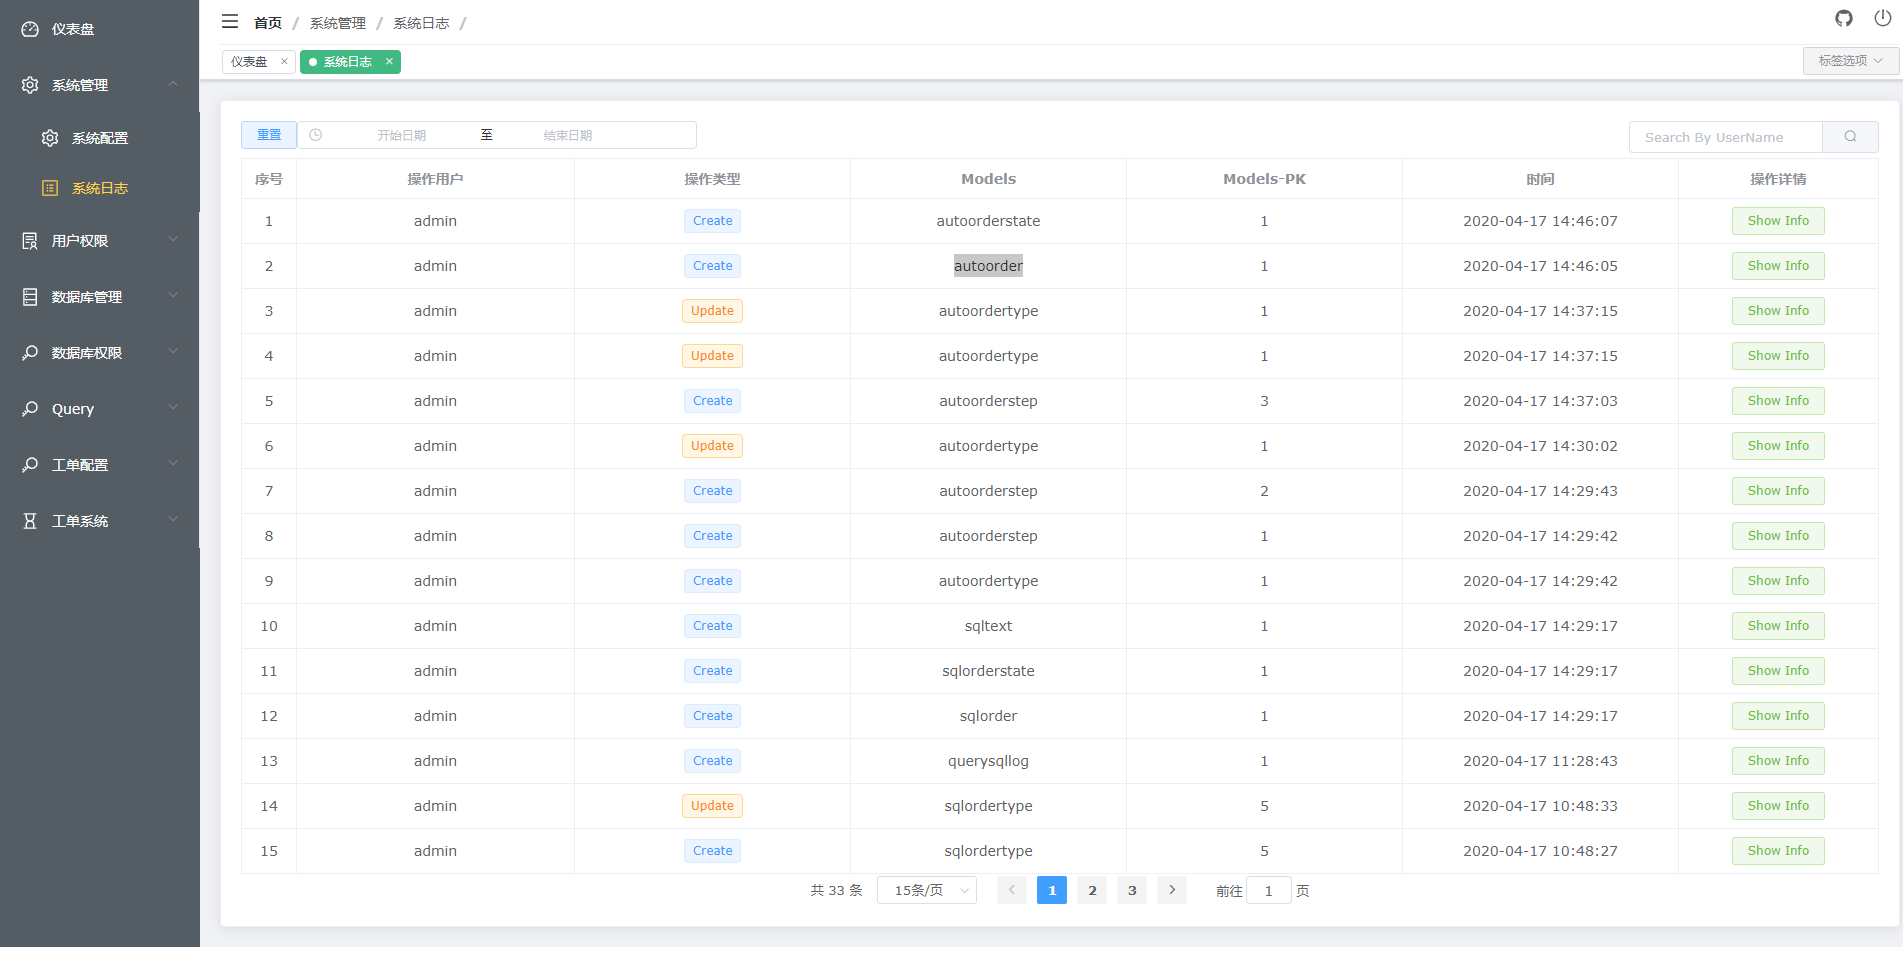 仪表盘
系统管理
系统配置
系统日志
用户权限
数据库管理
数据库权限
Query
工单配置
工单系统
首页 / 系统管理 / 系统日志 /
仪表盘 × 系统日志 × 标签选项
重置 开始日期 至 结束日期 Search By UserName
序号 操作用户 操作类型 Models Models-PK 时间 操作详情
1 admin Create autoorderstate 1 2020-04-17 14:46:07 Show Info
2 admin Create autoorder 1 2020-04-17 14:46:05 Show Info
3 admin Update autoordertype 1 2020-04-17 14:37:15 Show Info
4 admin Update autoordertype 1 2020-04-17 14:37:15 Show Info
5 admin Create autoorderstep 3 2020-04-17 14:37:03 Show Info
6 admin Update autoordertype 1 2020-04-17 14:30:02 Show Info
7 admin Create autoorderstep 2 2020-04-17 14:29:43 Show Info
8 admin Create autoorderstep 1 2020-04-17 14:29:42 Show Info
9 admin Create autoordertype 1 2020-04-17 14:29:42 Show Info
10 admin Create sqltext 1 2020-04-17 14:29:17 Show Info
11 admin Create sqlorderstate 1 2020-04-17 14:29:17 Show Info
12 admin Create sqlorder 1 2020-04-17 14:29:17 Show Info
13 admin Create querysqllog 1 2020-04-17 11:28:43 Show Info
14 admin Update sqlordertype 5 2020-04-17 10:48:33 Show Info
15 admin Create sqlordertype 5 2020-04-17 10:48:27 Show Info
共 33 条 15条/页 1 2 3 前往 1 页